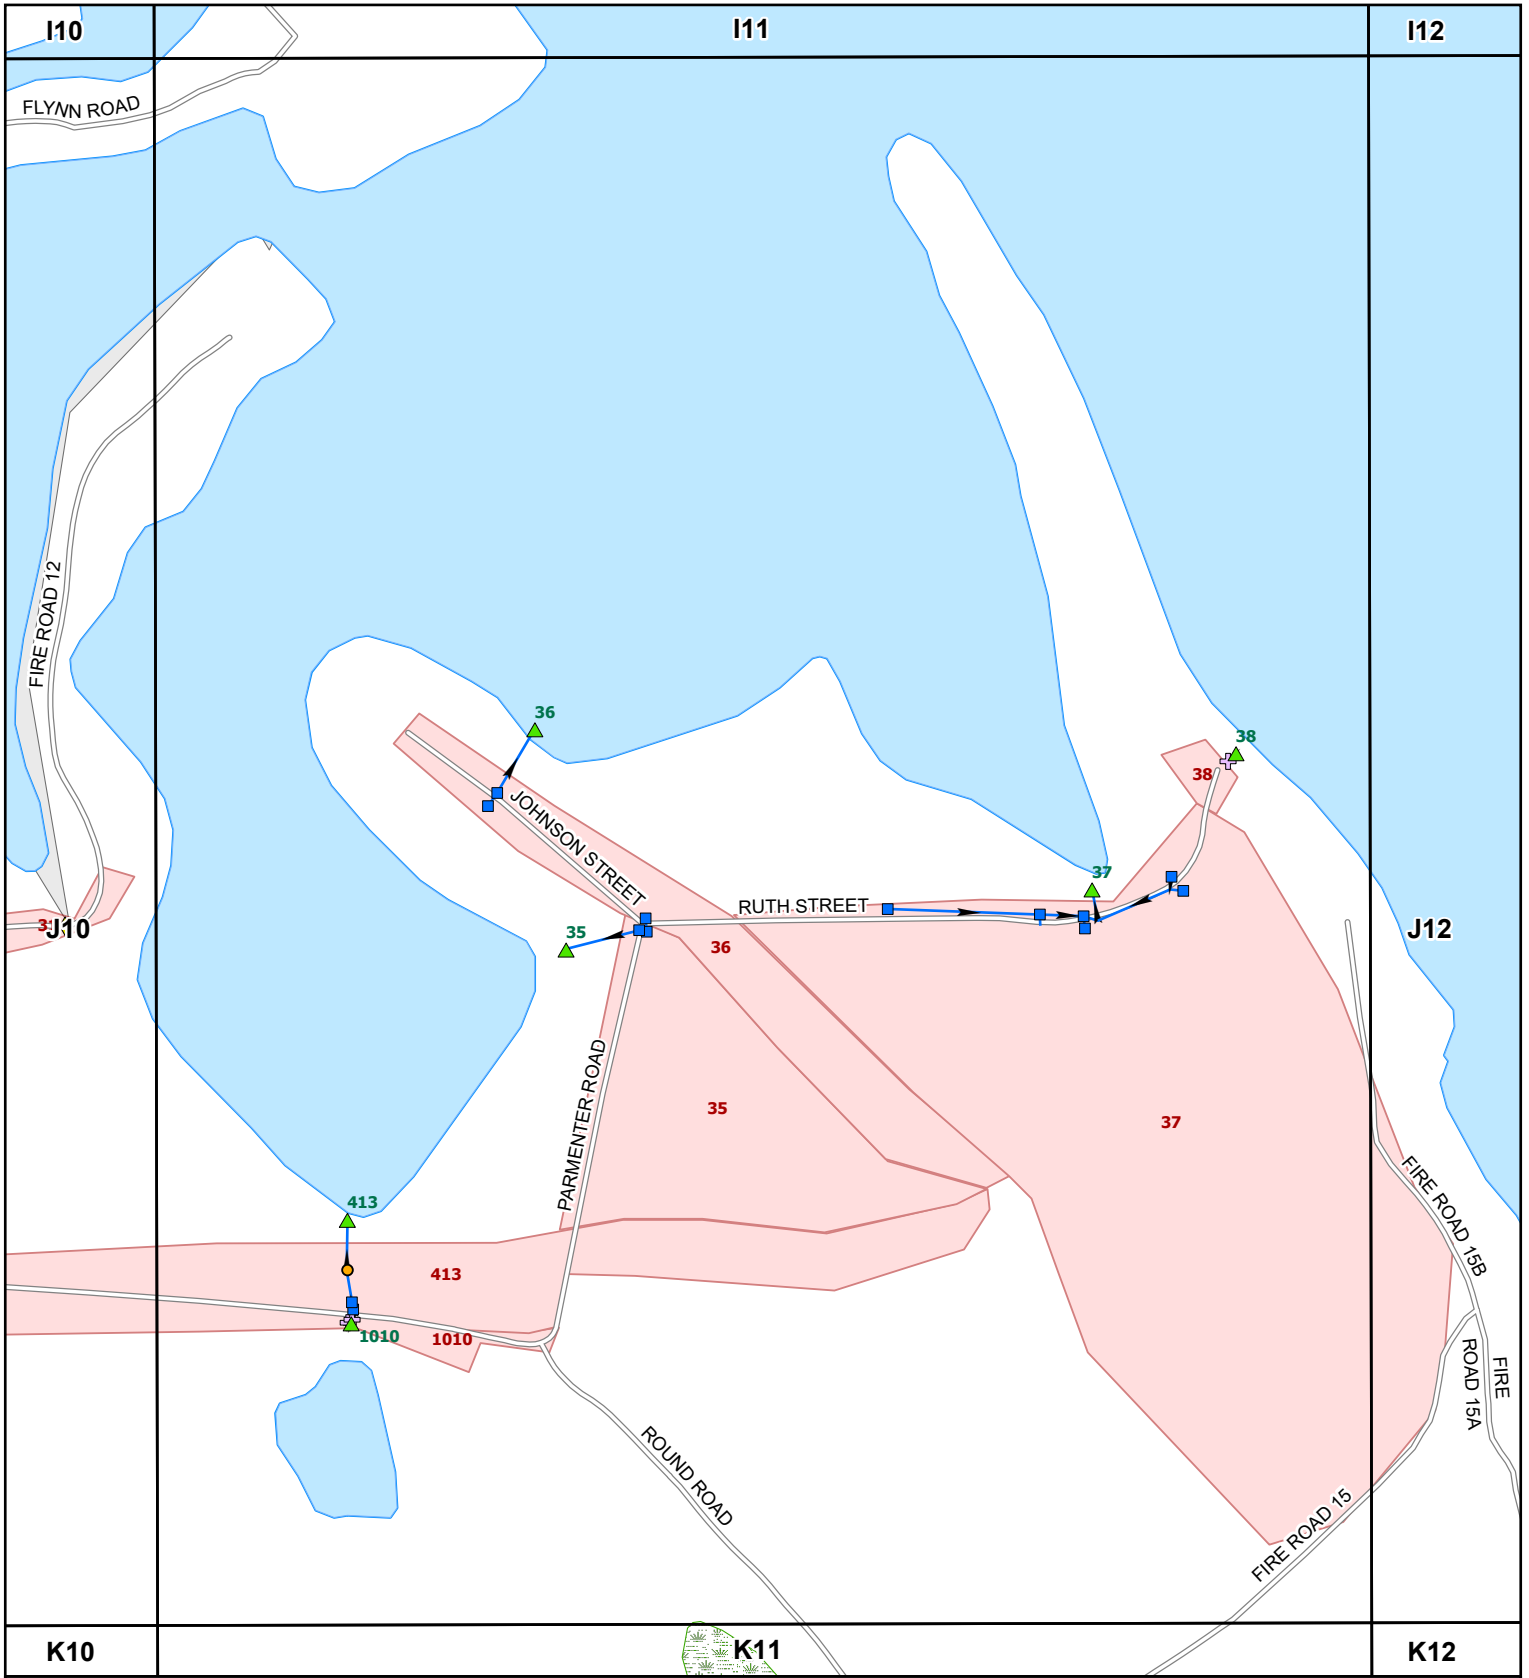 I10
I11
I12
FLYNN ROAD
FIRE ROAD 12
36
38
38
JOHNSON STREET
37
RUTH STREET
35
36
J10
J12
PARMENTER ROAD
35
37
FIRE ROAD 15B
413
413
1010
1010
FIRE
ROAD 15A
ROUND ROAD
FIRE ROAD 15
K10
K11
K12